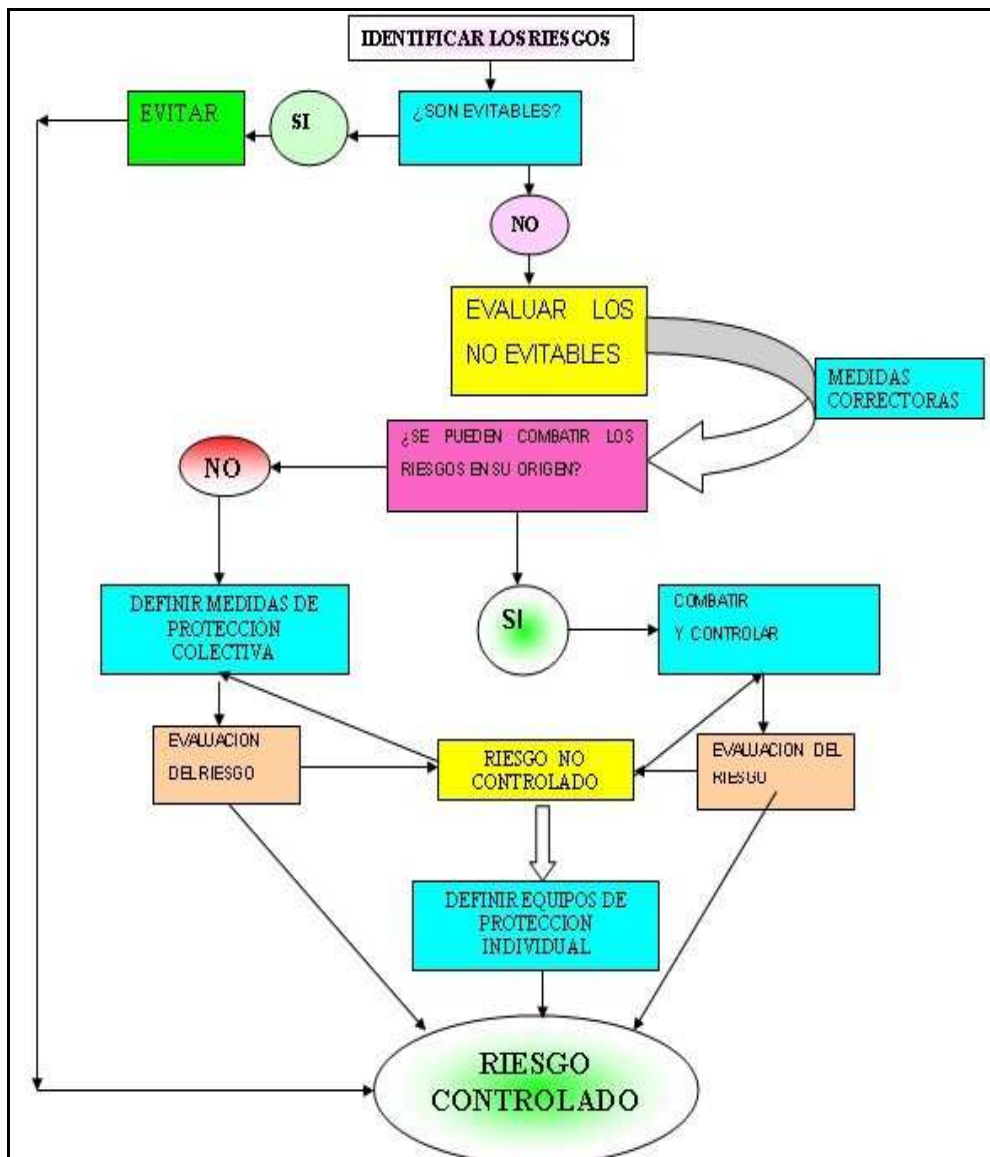 IDENTIFICAR LOS RIESGOS
EVITAR
SI
¿SON EVITABLES?
NO
EVALUAR LOS
NO EVITABLES
MEDIDAS
CORRECTORAS
¿SE PUEDEN COMBATIR LOS
RIESGOS EN SU ORIGEN?
NO
DEFINIR MEDIDAS DE
PROTECCIÓN
COLECTIVA
SI
COMBATIR
Y CONTROLAR
EVALUACION
DEL RIESGO
RIESGO NO
CONTROLADO
EVALUACION DEL
RIESGO
DEFINIR EQUIPOS DE
PROTECCION
INDIVIDUAL
RIESGO
CONTROLADO